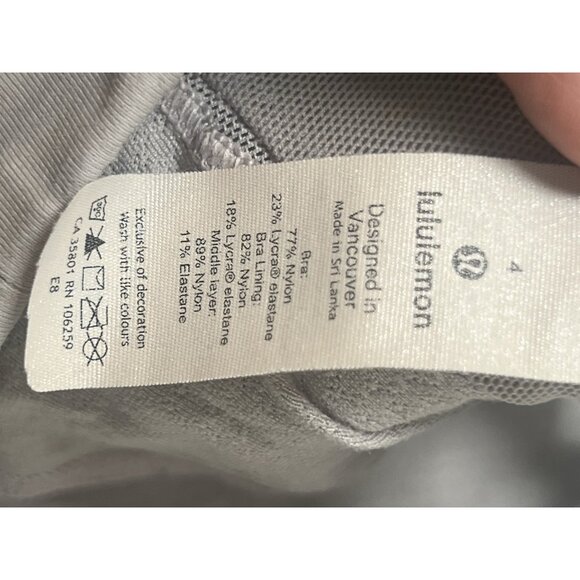 4
lululemon
Designed in
Vancouver
Made in Sri Lanka
Bra:
77% Nylon
23% Lycra® elastane
Bra Lining:
82% Nylon
18% Lycra® elastane
Middle layer:
89% Nylon
11% Elastane
Exclusive of decoration
Wash with like colours
CA 35801 RN 106259
E8